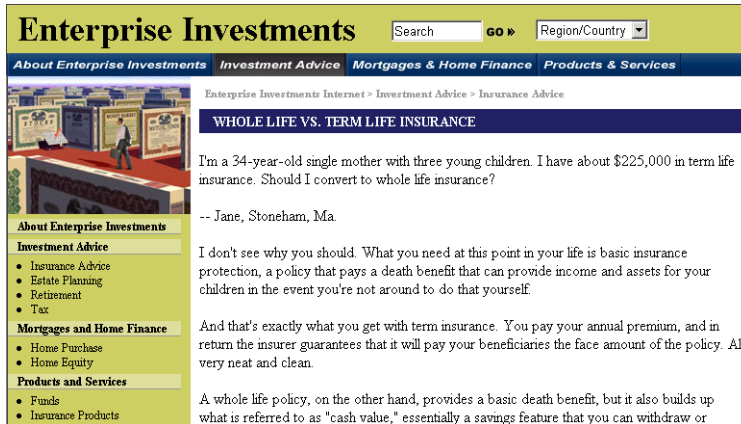 Enterprise Investments
Search GO Region/Country
About Enterprise Investments Investment Advice Mortgages & Home Finance Products & Services
Enterprise Investments Internet > Investment Advice > Insurance Advice
WHOLE LIFE VS. TERM LIFE INSURANCE
I'm a 34-year-old single mother with three young children. I have about $225,000 in term life
insurance. Should I convert to whole life insurance?
-- Jane, Stoneham, Ma.
I don't see why you should. What you need at this point in your life is basic insurance
protection, a policy that pays a death benefit that can provide income and assets for your
children in the event you're not around to do that yourself.
And that's exactly what you get with term insurance. You pay your annual premium, and in
return the insurer guarantees that it will pay your beneficiaries the face amount of the policy. Al
very neat and clean.
A whole life policy, on the other hand, provides a basic death benefit, but it also builds up
what is referred to as "cash value," essentially a savings feature that you can withdraw or
STOCKS
MONEY MARKET
MUTUAL FUNDS
About Enterprise Investments
Investment Advice
• Insurance Advice
• Estate Planning
• Retirement
• Tax
Mortgages and Home Finance
• Home Purchase
• Home Equity
Products and Services
• Funds
• Insurance Products